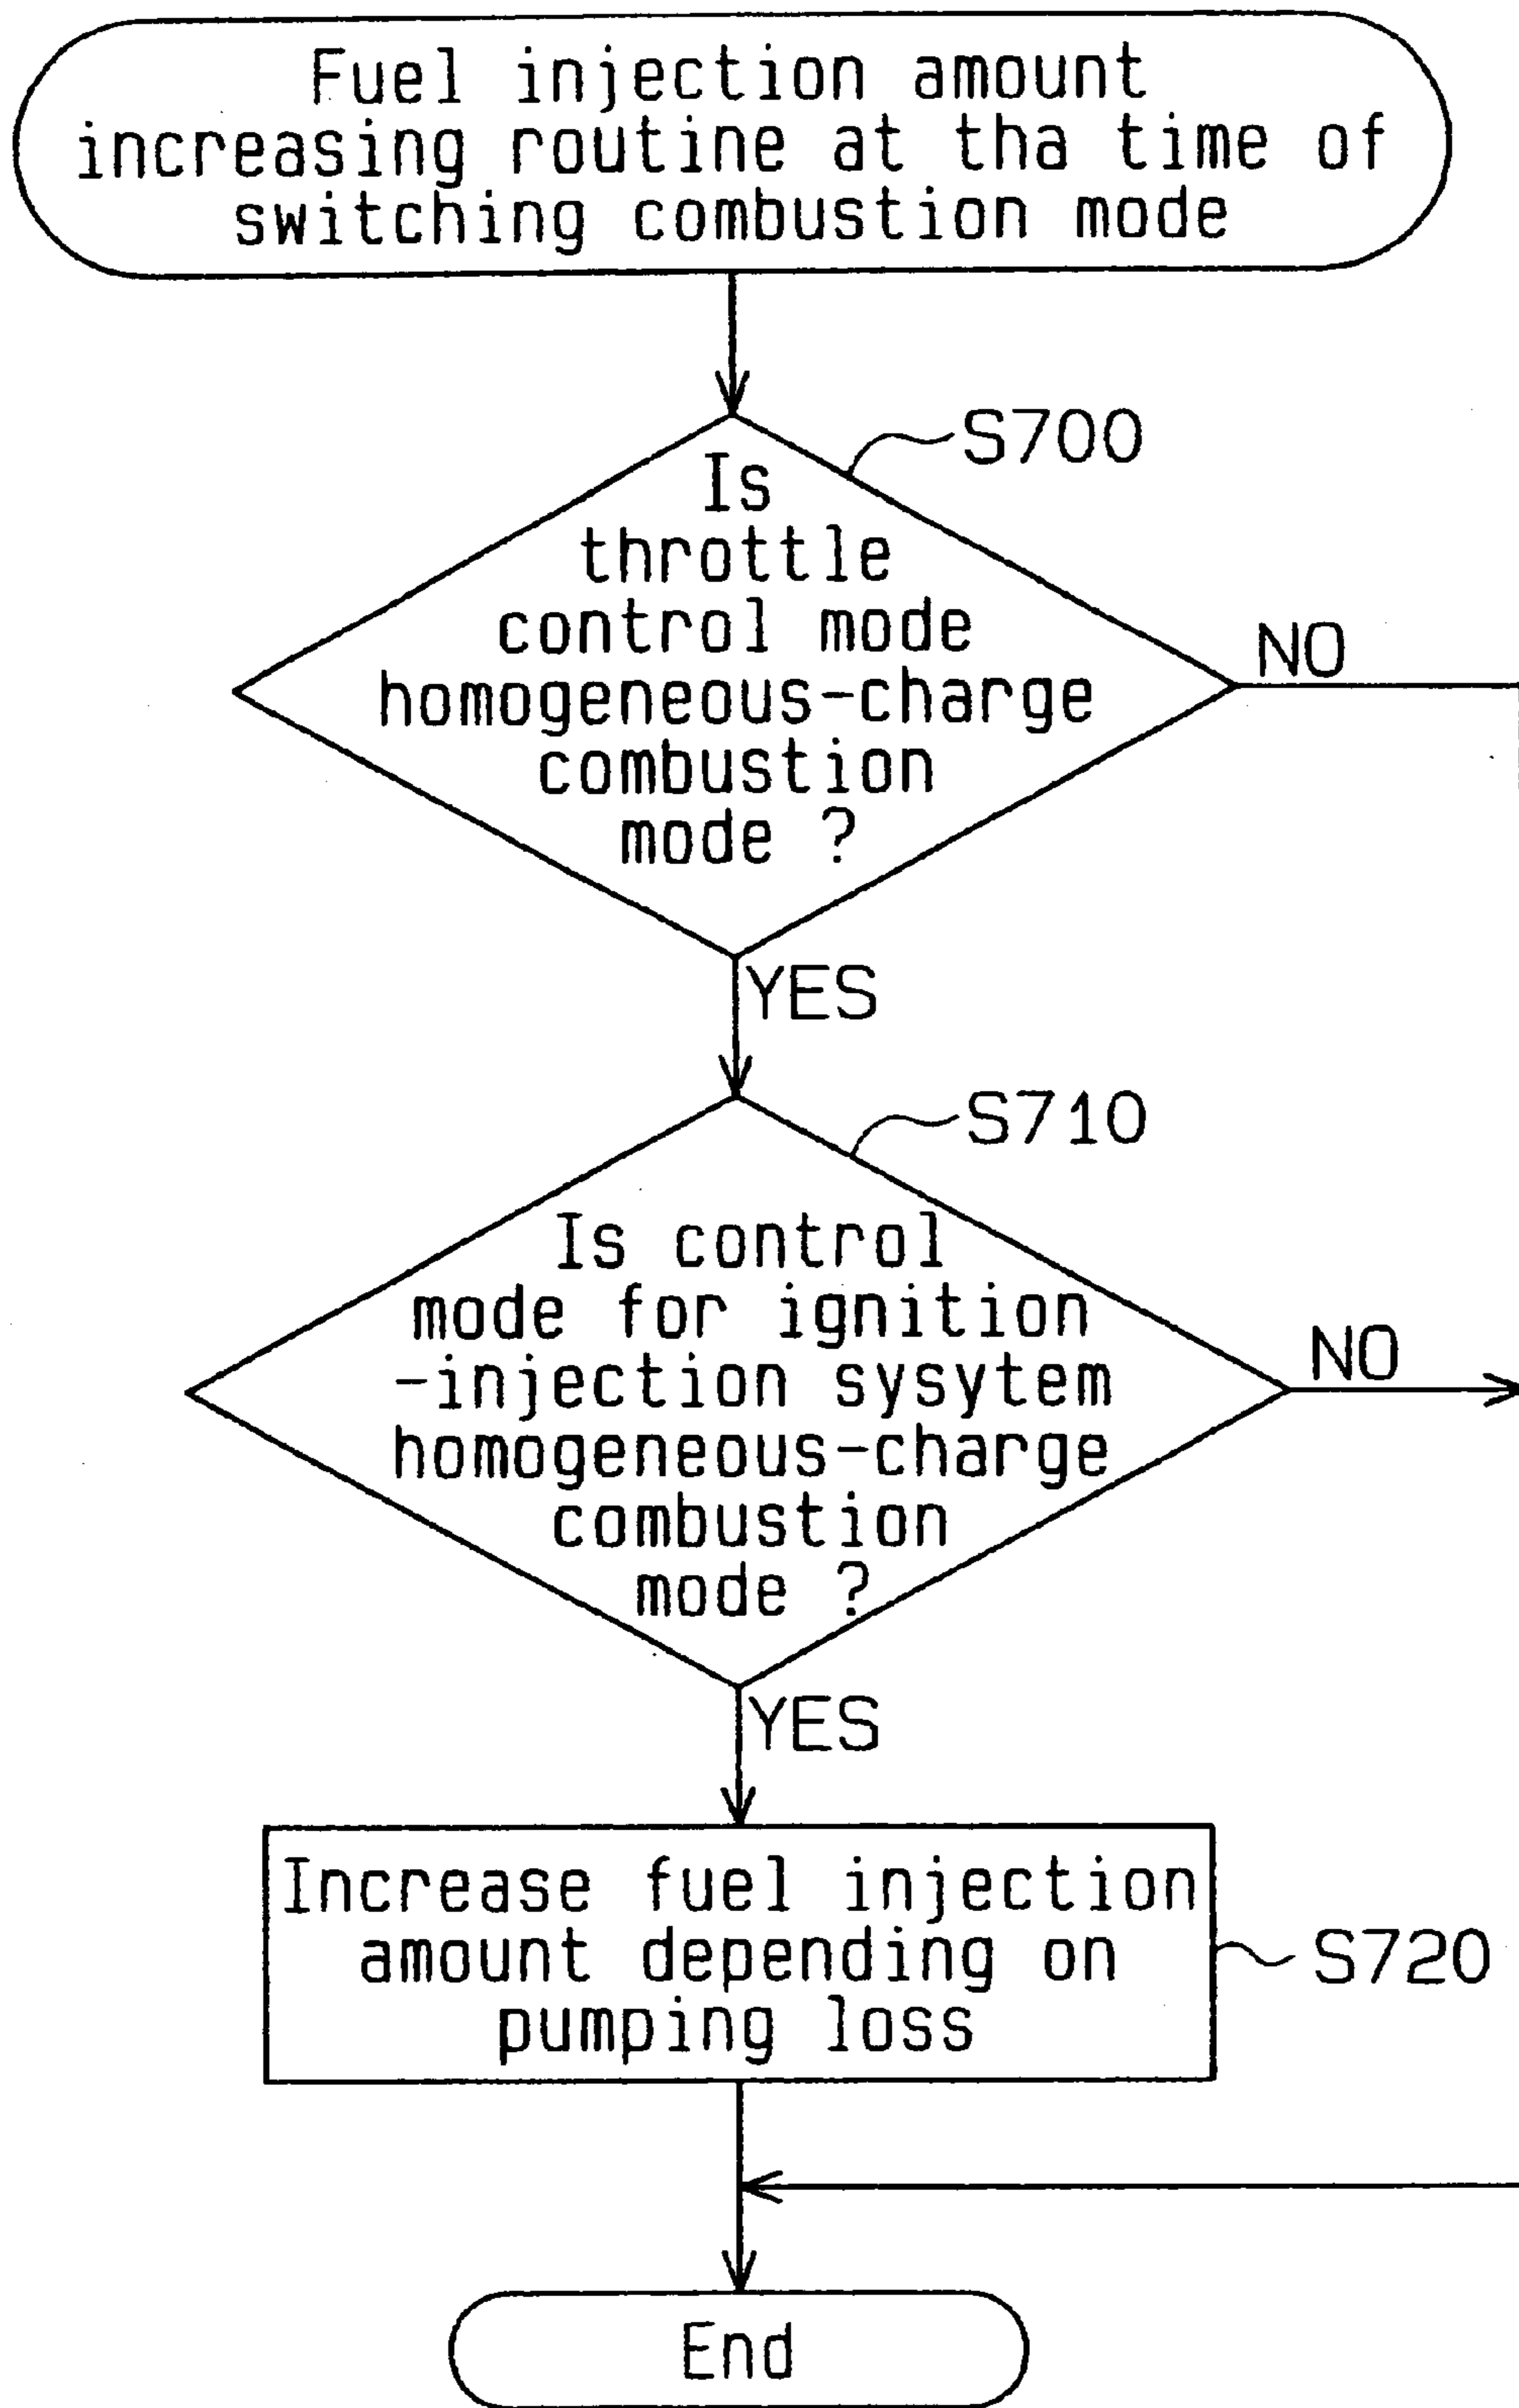 Fuel injection amount
increasing routine at tha time of
switching combustion mode
S700
Is
throttle
control mode
homogeneous-charge
combustion
mode ?
NO
YES
S710
Is control
mode for ignition
-injection sysytem
homogeneous-charge
combustion
mode ?
NO
YES
Increase fuel injection
amount depending on
pumping loss
S720
End